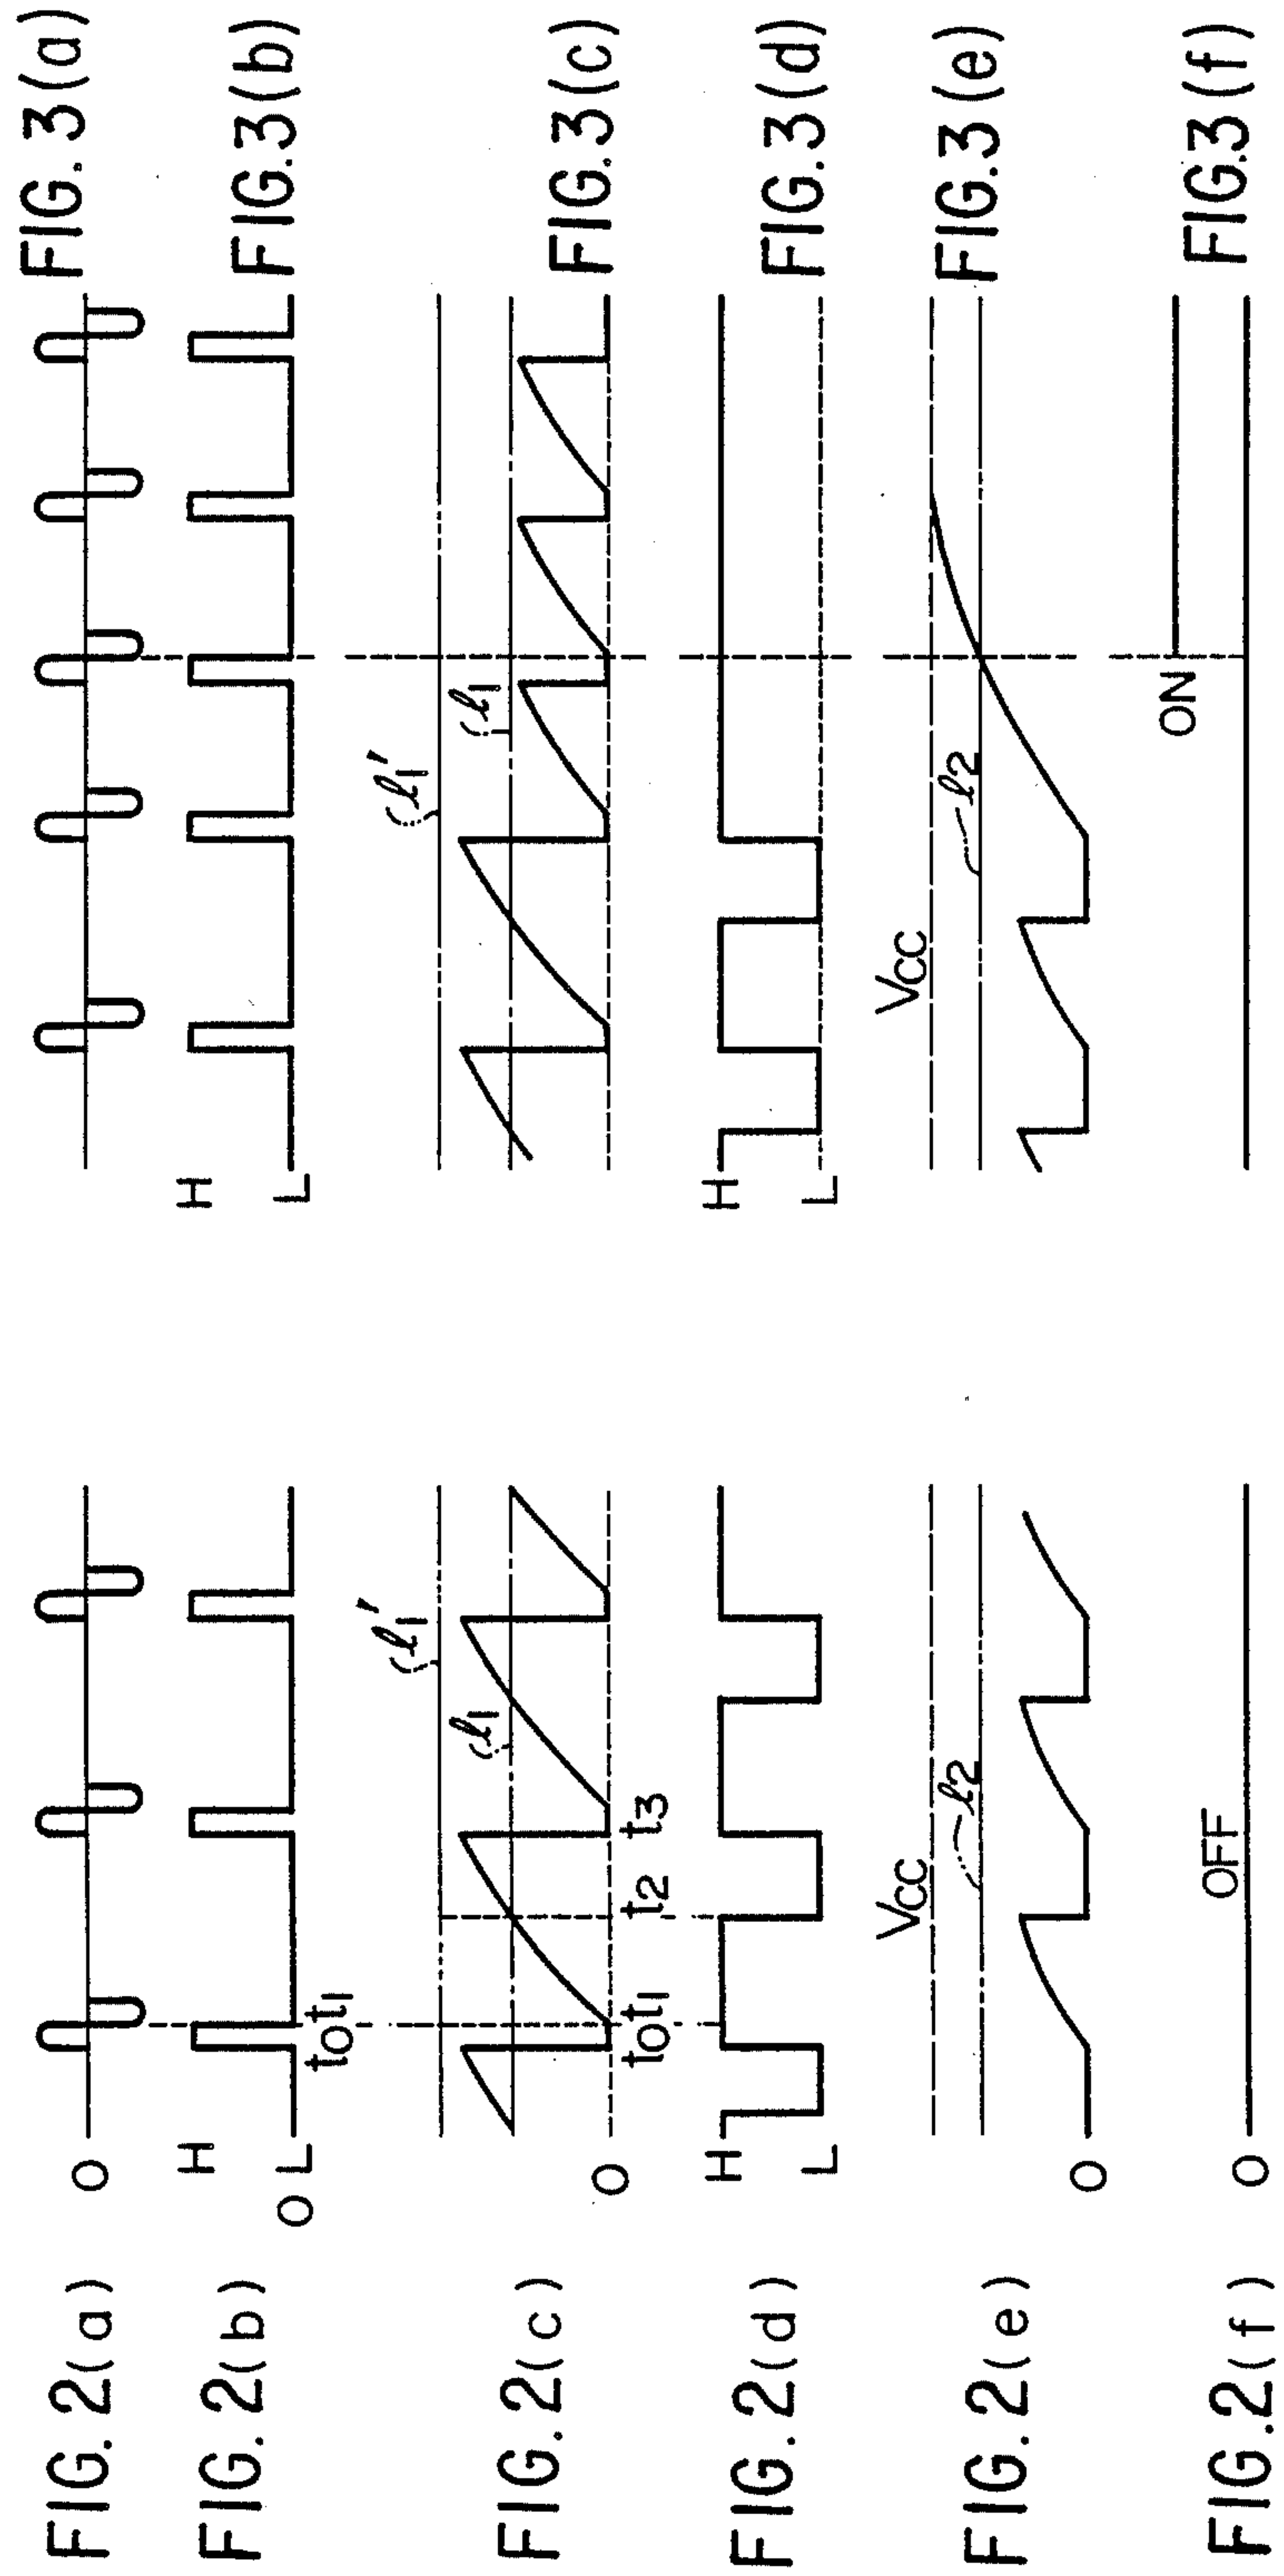 FIG. 2(a)
O
FIG. 2(b)
H
O L
t0 t1
FIG. 2(c)
O
ℓ1
ℓ1'
t0 t1
t2
t3
FIG. 2(d)
H
L
FIG. 2(e)
O
VCC
ℓ2
FIG. 2(f)
O
OFF
FIG. 3(a)
FIG. 3(b)
H
L
FIG. 3(c)
ℓ1'
ℓ1
FIG. 3(d)
H
L
FIG. 3(e)
VCC
ℓ2
FIG. 3(f)
ON